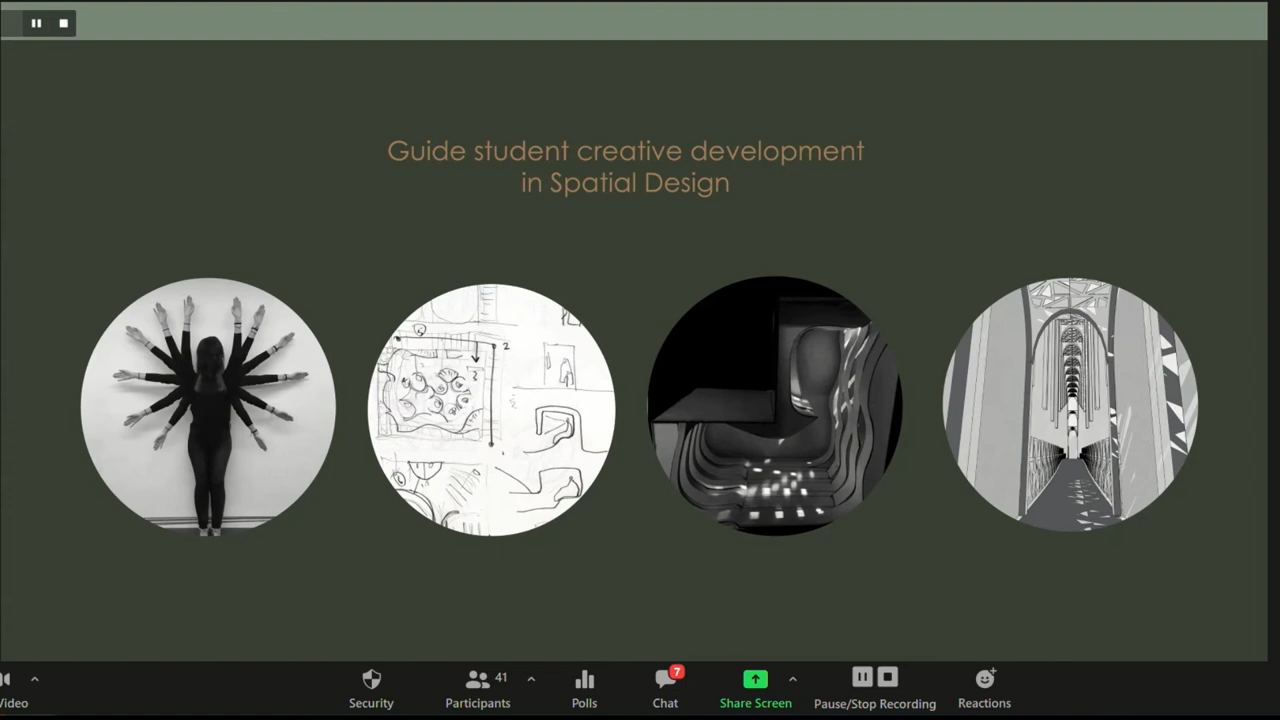 Guide student creative development
in Spatial Design
2
41
7
Video
Security
Participants
Polls
Chat
Share Screen
Pause/Stop Recording
Reactions